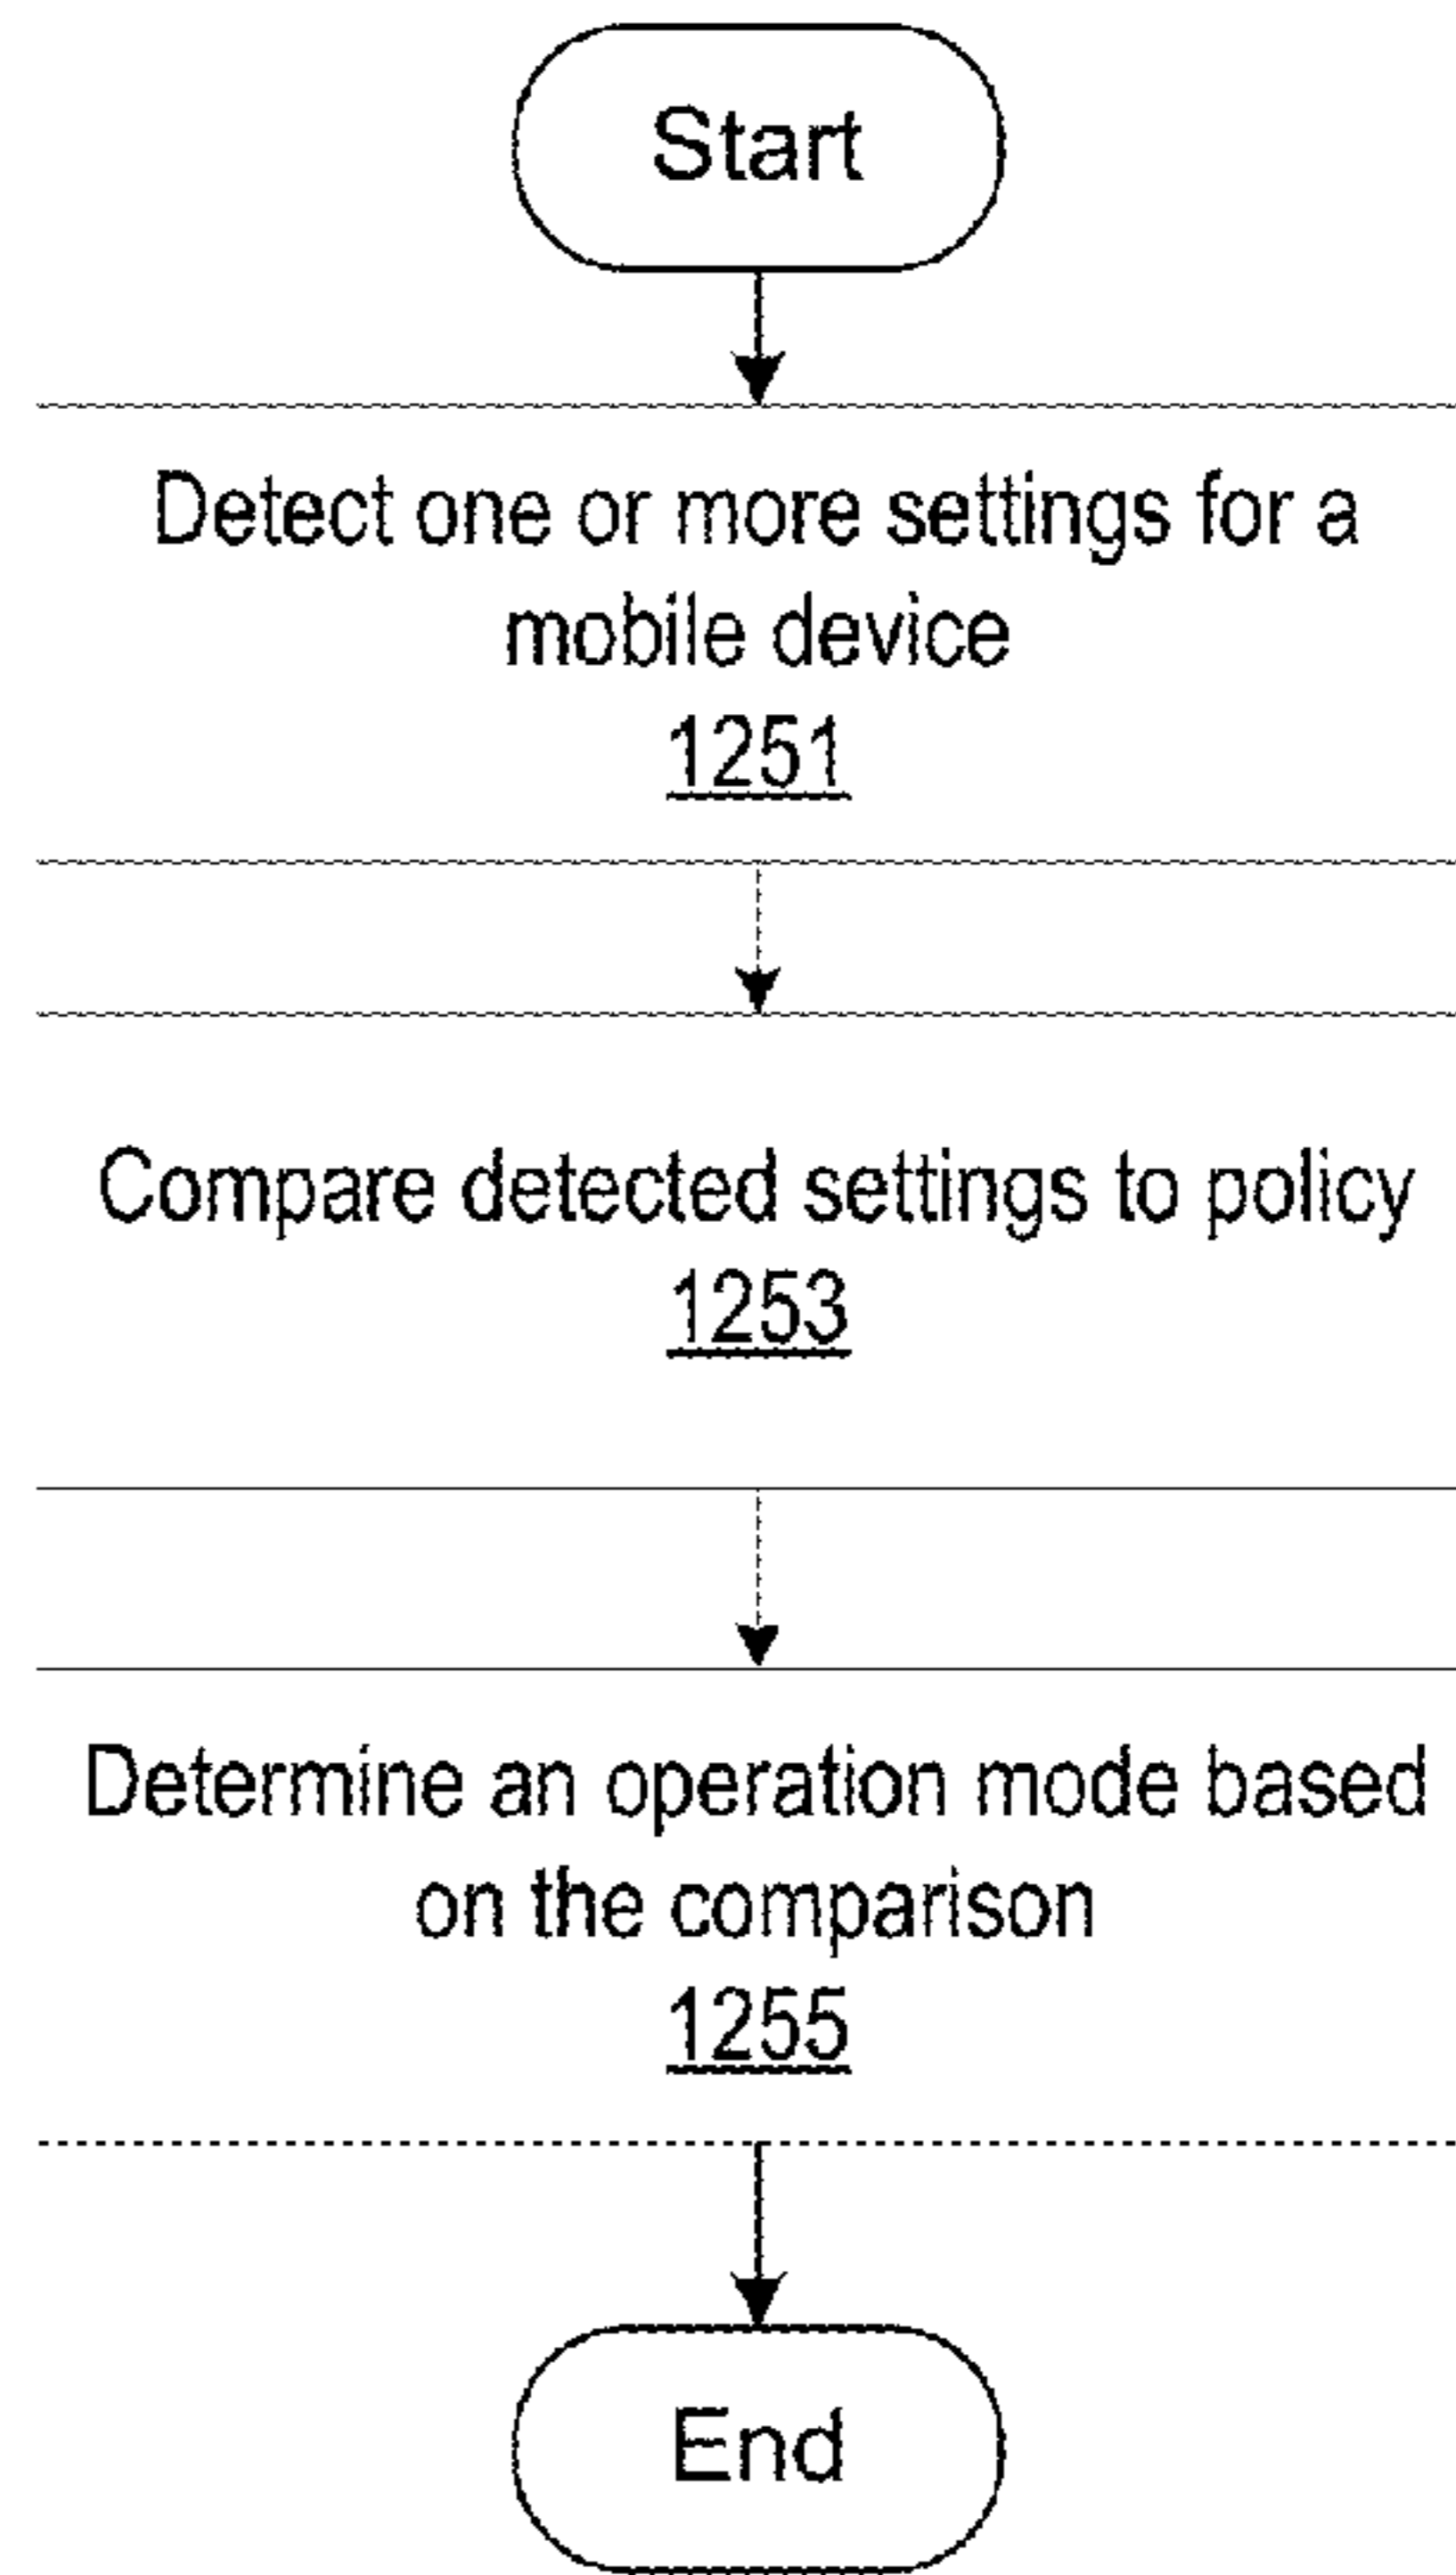 Start
Detect one or more settings for a
mobile device
1251
Compare detected settings to policy
1253
Determine an operation mode based
on the comparison
1255
End